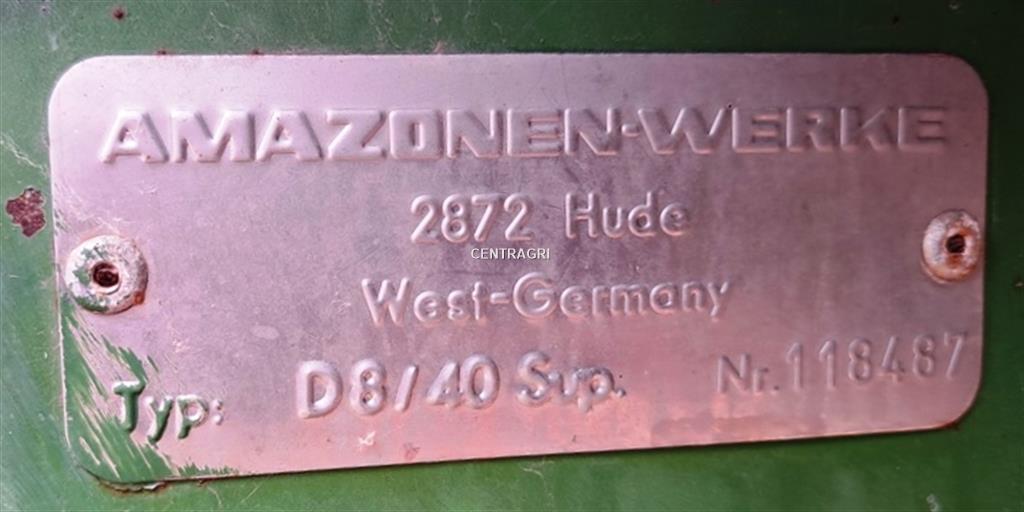 AMAZONEN-WERKE
2872 Hude
CENTRAGRI
West-Germany
Typ: D8/40 Sup. Nr. 118487